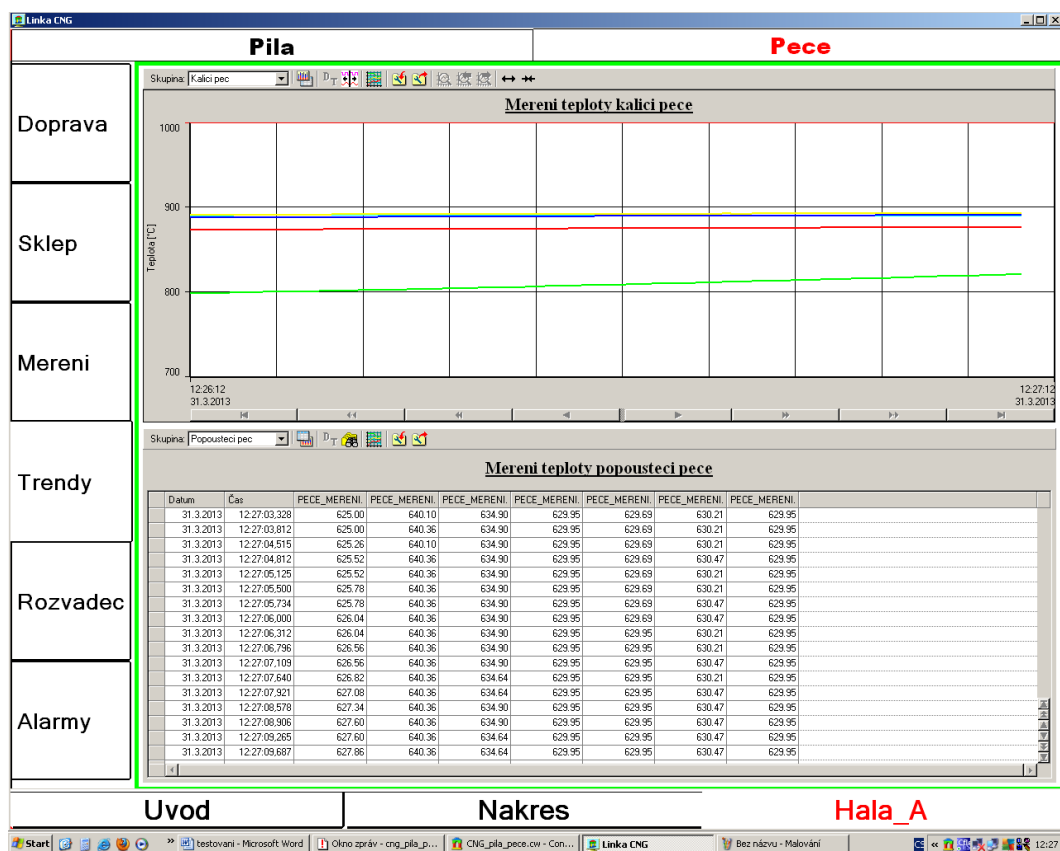 Linka CNG
Pila Pece
Doprava
Sklep
Mereni
Trendy
Rozvadec
Alarmy
Skupina: Kalici pec
Mereni teploty kalici pece
Teplota [°C]
1000
900
800
700
12:26:12 12:27:12
31.3.2013 31.3.2013
Skupina: Popousteci pec
Mereni teploty popousteci pece
Datum Čas PECE_MERENI. PECE_MERENI. PECE_MERENI. PECE_MERENI. PECE_MERENI. PECE_MERENI. PECE_MERENI.
31.3.2013 12:27:03,328 625.00 640.10 634.90 629.95 629.69 630.21 629.95
31.3.2013 12:27:03,812 625.00 640.36 634.90 629.95 629.69 630.21 629.95
31.3.2013 12:27:04,515 625.26 640.10 634.90 629.95 629.69 630.21 629.95
31.3.2013 12:27:04,812 625.52 640.36 634.90 629.95 629.69 630.47 629.95
31.3.2013 12:27:05,125 625.52 640.36 634.90 629.95 629.69 630.21 629.95
31.3.2013 12:27:05,500 625.78 640.36 634.90 629.95 629.69 630.21 629.95
31.3.2013 12:27:05,734 625.78 640.36 634.90 629.95 629.69 630.47 629.95
31.3.2013 12:27:06,000 626.04 640.36 634.90 629.95 629.69 630.47 629.95
31.3.2013 12:27:06,312 626.04 640.36 634.90 629.95 629.95 630.21 629.95
31.3.2013 12:27:06,796 626.56 640.36 634.90 629.95 629.95 630.21 629.95
31.3.2013 12:27:07,109 626.56 640.36 634.90 629.95 629.95 630.47 629.95
31.3.2013 12:27:07,640 626.82 640.36 634.64 629.95 629.95 630.21 629.95
31.3.2013 12:27:07,921 627.08 640.36 634.64 629.95 629.95 630.47 629.95
31.3.2013 12:27:08,578 627.34 640.36 634.90 629.95 629.95 630.47 629.95
31.3.2013 12:27:08,906 627.60 640.36 634.90 629.95 629.95 630.47 629.95
31.3.2013 12:27:09,265 627.60 640.36 634.64 629.95 629.95 630.47 629.95
31.3.2013 12:27:09,687 627.86 640.36 634.64 629.95 629.95 630.47 629.95
Uvod Nakres Hala_A
Start testovani - Microsoft Word Okno zpráv - cng_pila_p... CNG_pila_pece.cw - Con... Linka CNG Bez názvu - Malování CS 12:27